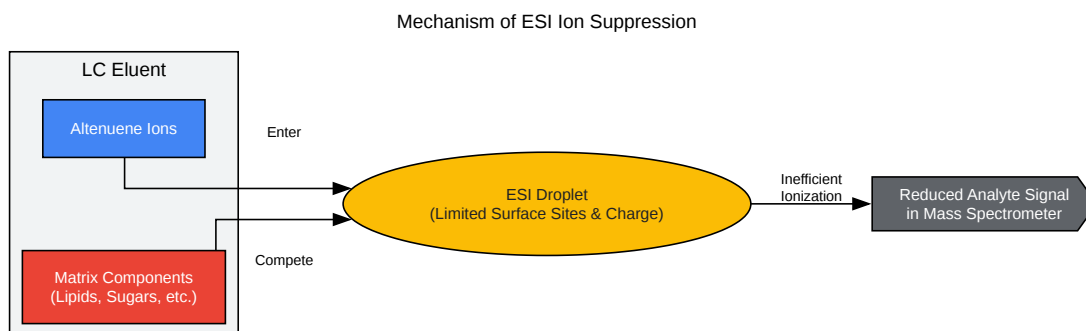 Mechanism of ESI Ion Suppression
LC Eluent
Altenuene Ions
Enter
ESI Droplet
(Limited Surface Sites & Charge)
Inefficient
Ionization
Reduced Analyte Signal
in Mass Spectrometer
Compete
Matrix Components
(Lipids, Sugars, etc.)